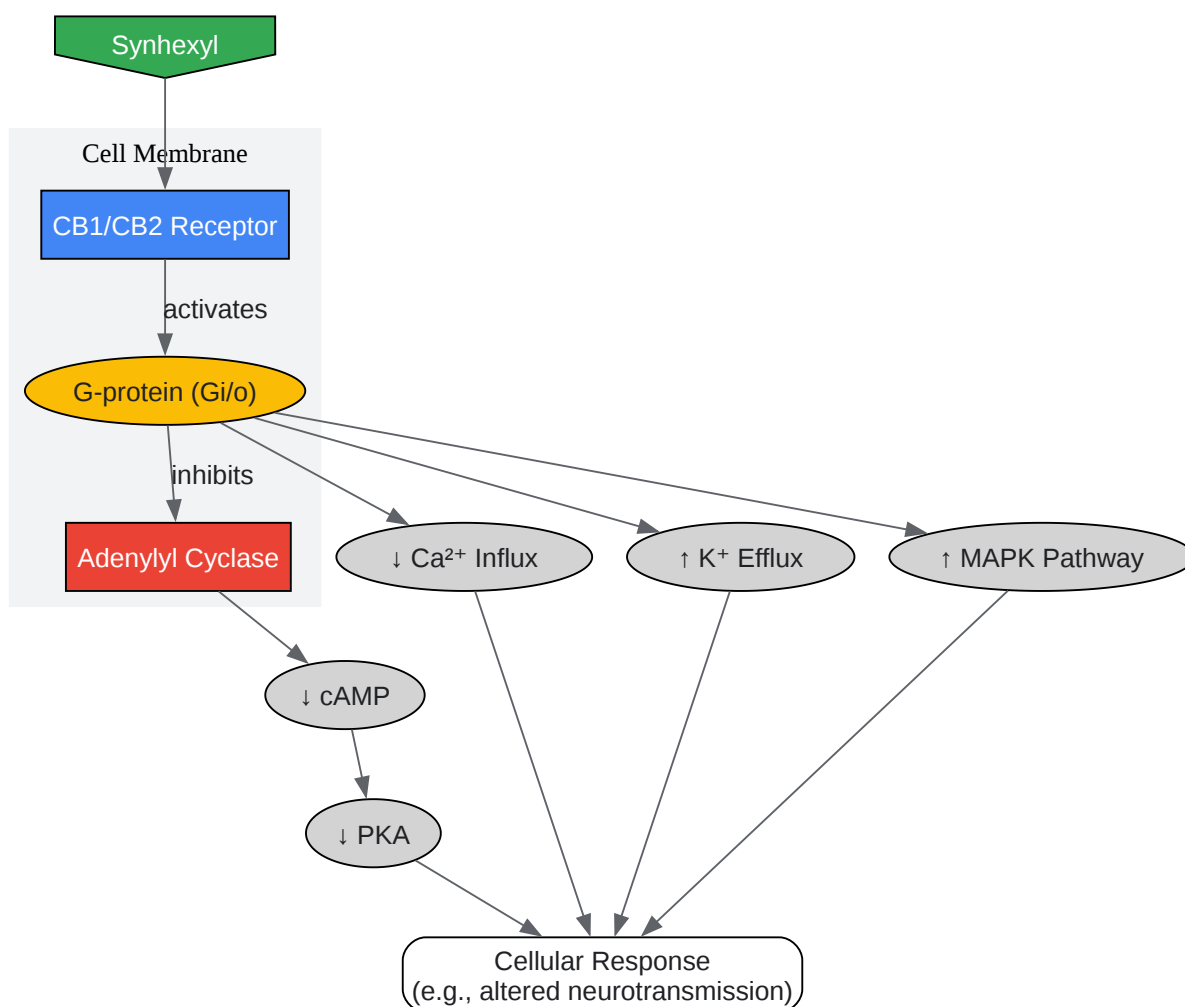 Synhexyl
Cell Membrane
CB1/CB2 Receptor
activates
G-protein (Gi/o)
inhibits
Adenylyl Cyclase
↓ Ca²⁺ Influx
↑ K⁺ Efflux
↑ MAPK Pathway
↓ cAMP
↓ PKA
Cellular Response
(e.g., altered neurotransmission)